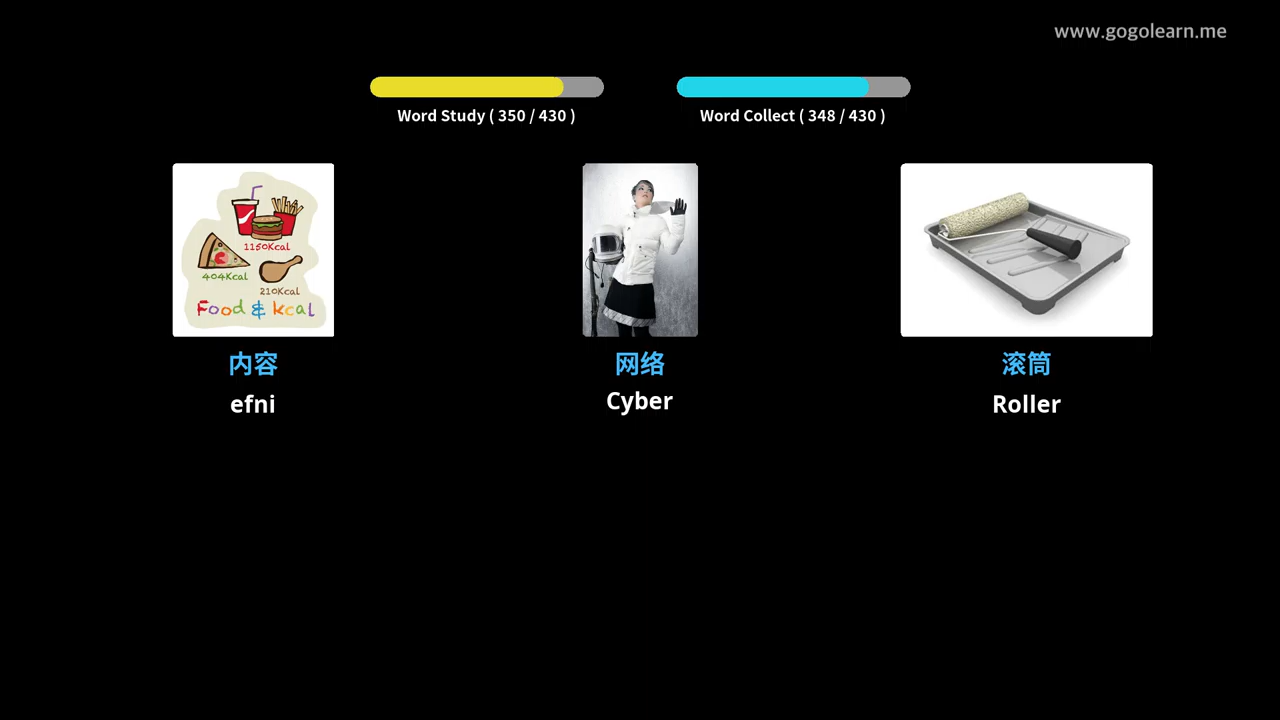 www.gogolearn.me
Word Study ( 350 / 430 )
Word Collect ( 348 / 430 )
1150Kcal
404Kcal
210Kcal
Food & kcal
内容
网络
滚筒
efni
Cyber
Roller